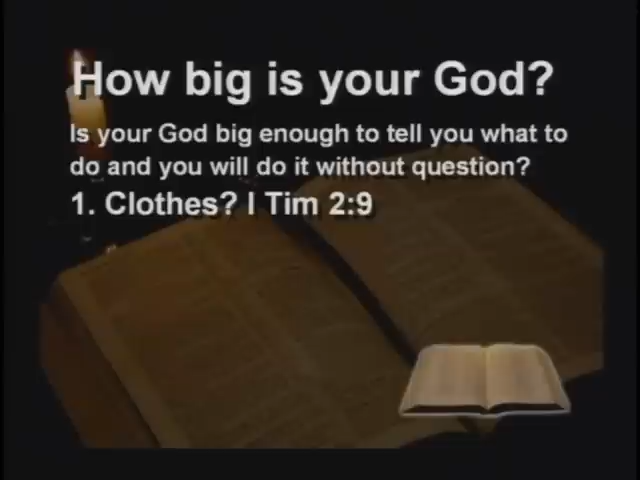 How big is your God?
Is your God big enough to tell you what to
do and you will do it without question?
1. Clothes? I Tim 2:9